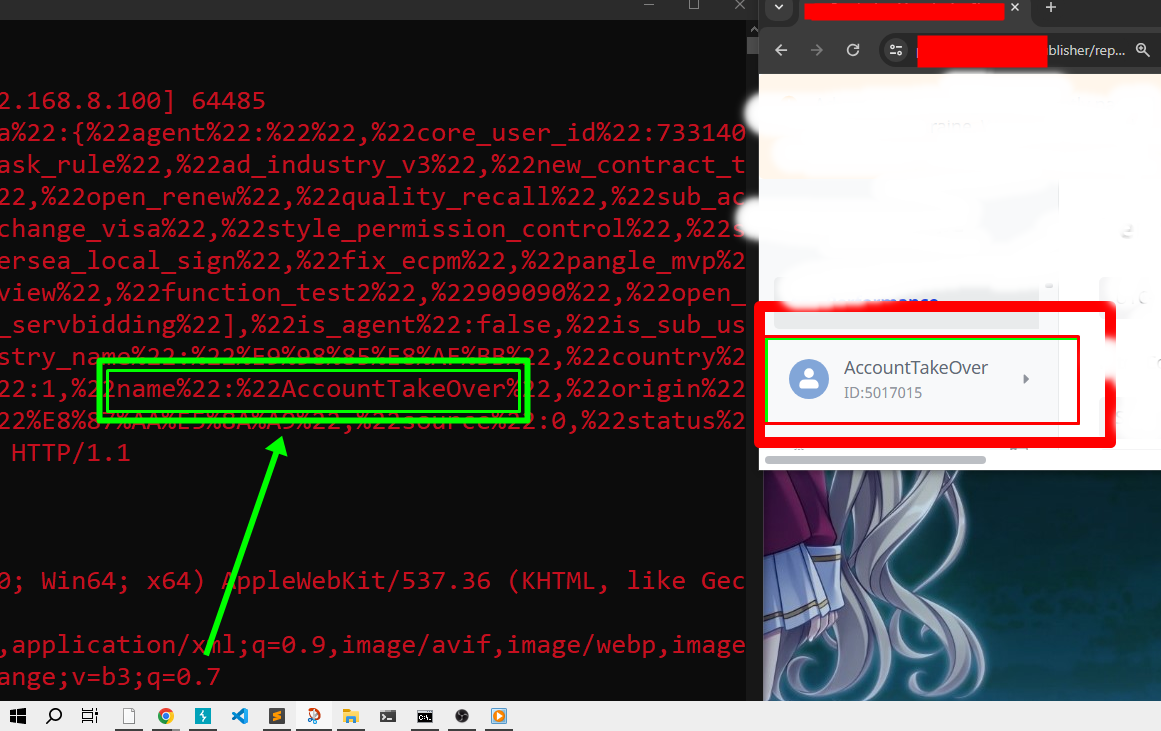 2.168.8.100] 64485
a%22:{%22agent%22:%22%22,%22core_user_id%22:733140
ask_rule%22,%22ad_industry_v3%22,%22new_contract_t
22,%22open_renew%22,%22quality_recall%22,%22sub_ac
change_visa%22,%22style_permission_control%22,%22s
ersea_local_sign%22,%22fix_ecpm%22,%22pangle_mvp%2
view%22,%22function_test2%22,%22909090%22,%22open_
_servbidding%22],%22is_agent%22:false,%22is_sub_us
stry_name%22:%22%E9%98%85%E8%AF%BB%22,%22country%2
22:1,%22name%22:%22AccountTakeOver%22,%22origin%22
22%E8%87%AA%E5%8A%A9%22,%22source%22:0,%22status%2
HTTP/1.1
0; Win64; x64) AppleWebKit/537.36 (KHTML, like Gec
,application/xml;q=0.9,image/avif,image/webp,image
ange;v=b3;q=0.7
blisher/rep...
AccountTakeOver
ID:5017015